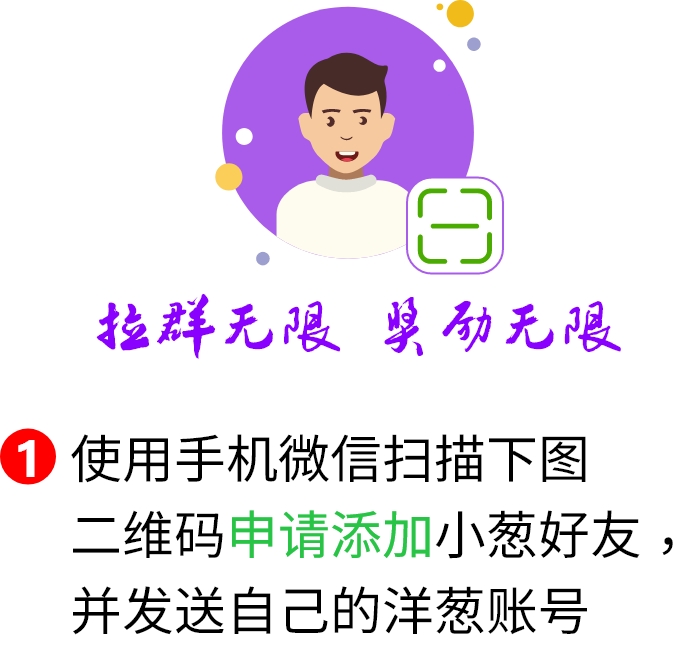 拉群无限 奖励无限
1 使用手机微信扫描下图
二维码申请添加小葱好友，
并发送自己的洋葱账号